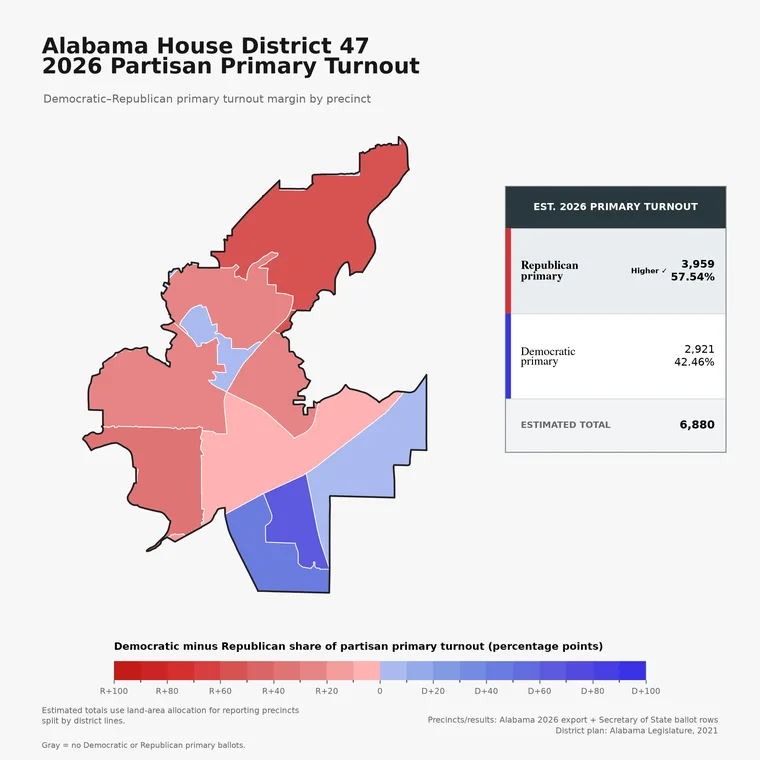 Alabama House District 47
2026 Partisan Primary Turnout
Democratic–Republican primary turnout margin by precinct
EST. 2026 PRIMARY TURNOUT
Republican
primary
Higher ✓
3,959
57.54%
Democratic
primary
2,921
42.46%
ESTIMATED TOTAL
6,880
Democratic minus Republican share of partisan primary turnout (percentage points)
R+100 R+80 R+60 R+40 R+20 0 D+20 D+40 D+60 D+80 D+100
Estimated totals use land-area allocation for reporting precincts
split by district lines.
Precincts/results: Alabama 2026 export + Secretary of State ballot rows
District plan: Alabama Legislature, 2021
Gray = no Democratic or Republican primary ballots.